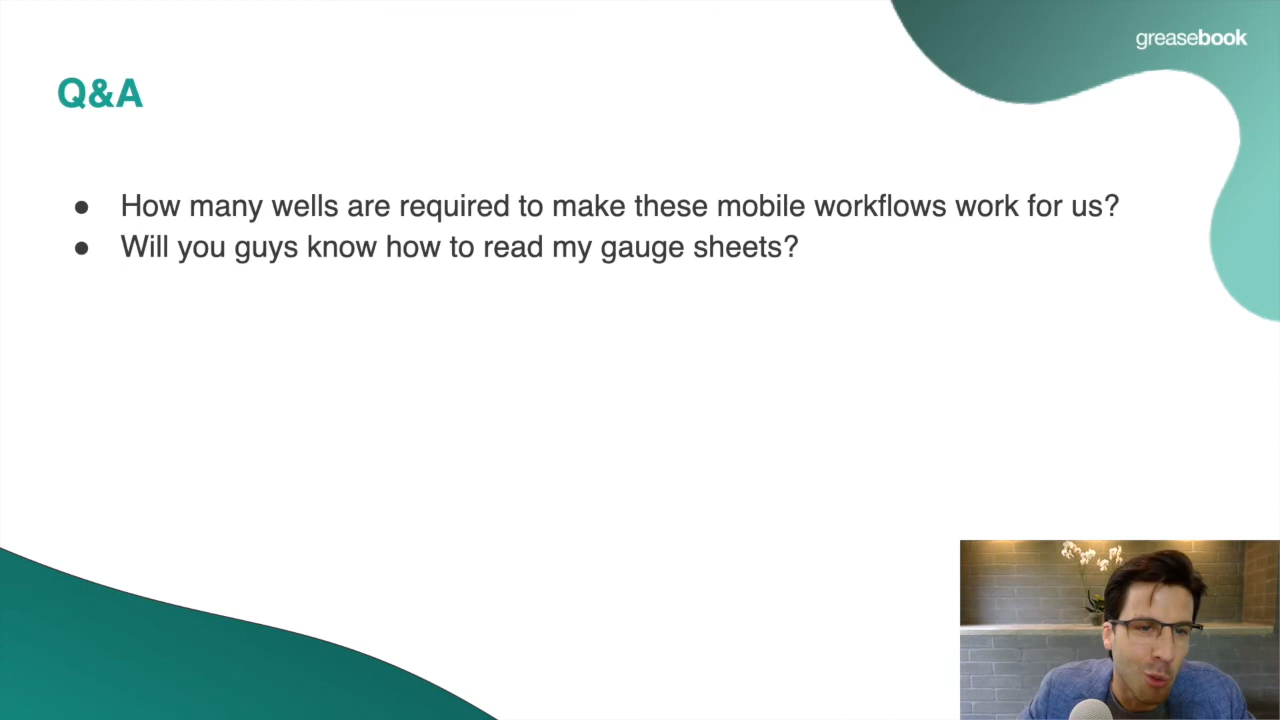 greasebook
Q&A
● How many wells are required to make these mobile workflows work for us?
● Will you guys know how to read my gauge sheets?